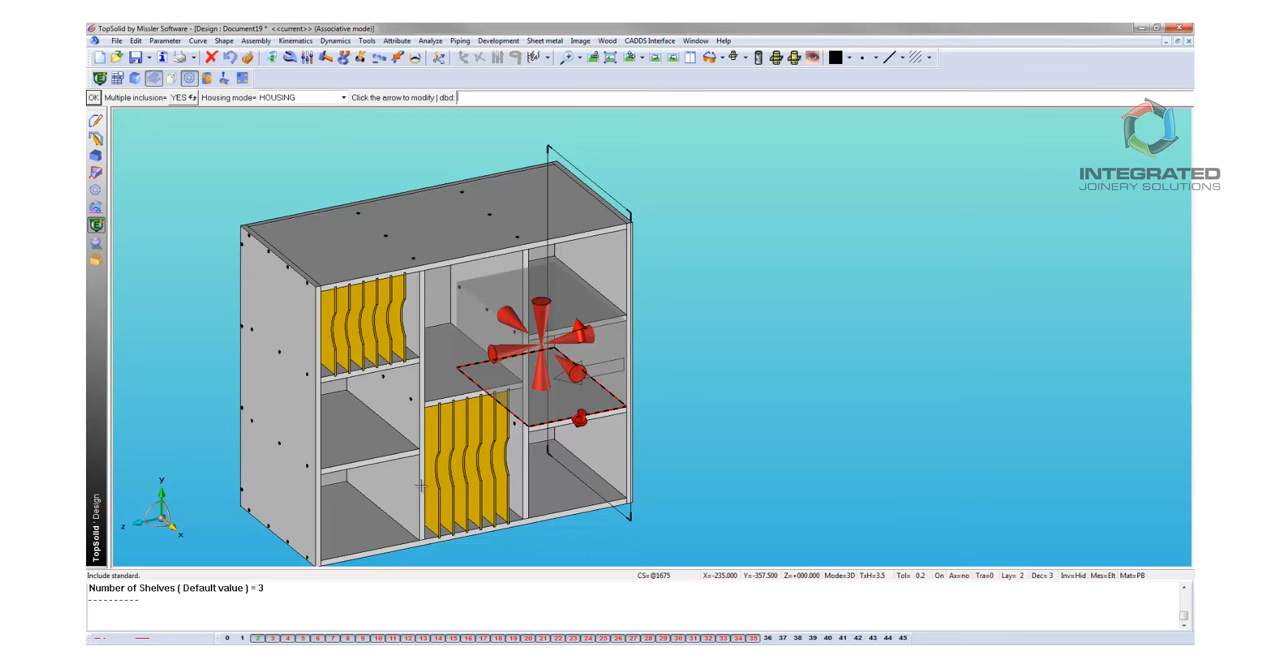 TopSolid by Missler Software - [Design : Document19 * <<current>> (Associative mode)]
File Edit Parameter Curve Shape Assembly Kinematics Dynamics Tools Attribute Analyze Piping Development Sheet metal Image Wood CADDS Interface Window Help
OK Multiple inclusion= YES Housing mode= HOUSING Click the arrow to modify | dbd:
INTEGRATED
JOINERY SOLUTIONS
y
z
x
TopSolid 'Design
Include standard.
CS=@1675 X=-235.000 Y=-357.500 Z=+000.000 Mode=3D TxH=3.5 Tol= 0.2 On Ax=no Tra=0 Lay= 2 Dec= 3 Inv=Hid Mes=Elt Mat=PB
Number of Shelves ( Default value ) = 3
----------
0 1 2 3 4 5 6 7 8 9 10 11 12 13 14 15 16 17 18 19 20 21 22 23 24 25 26 27 28 29 30 31 32 33 34 35 36 37 38 39 40 41 42 43 44 45